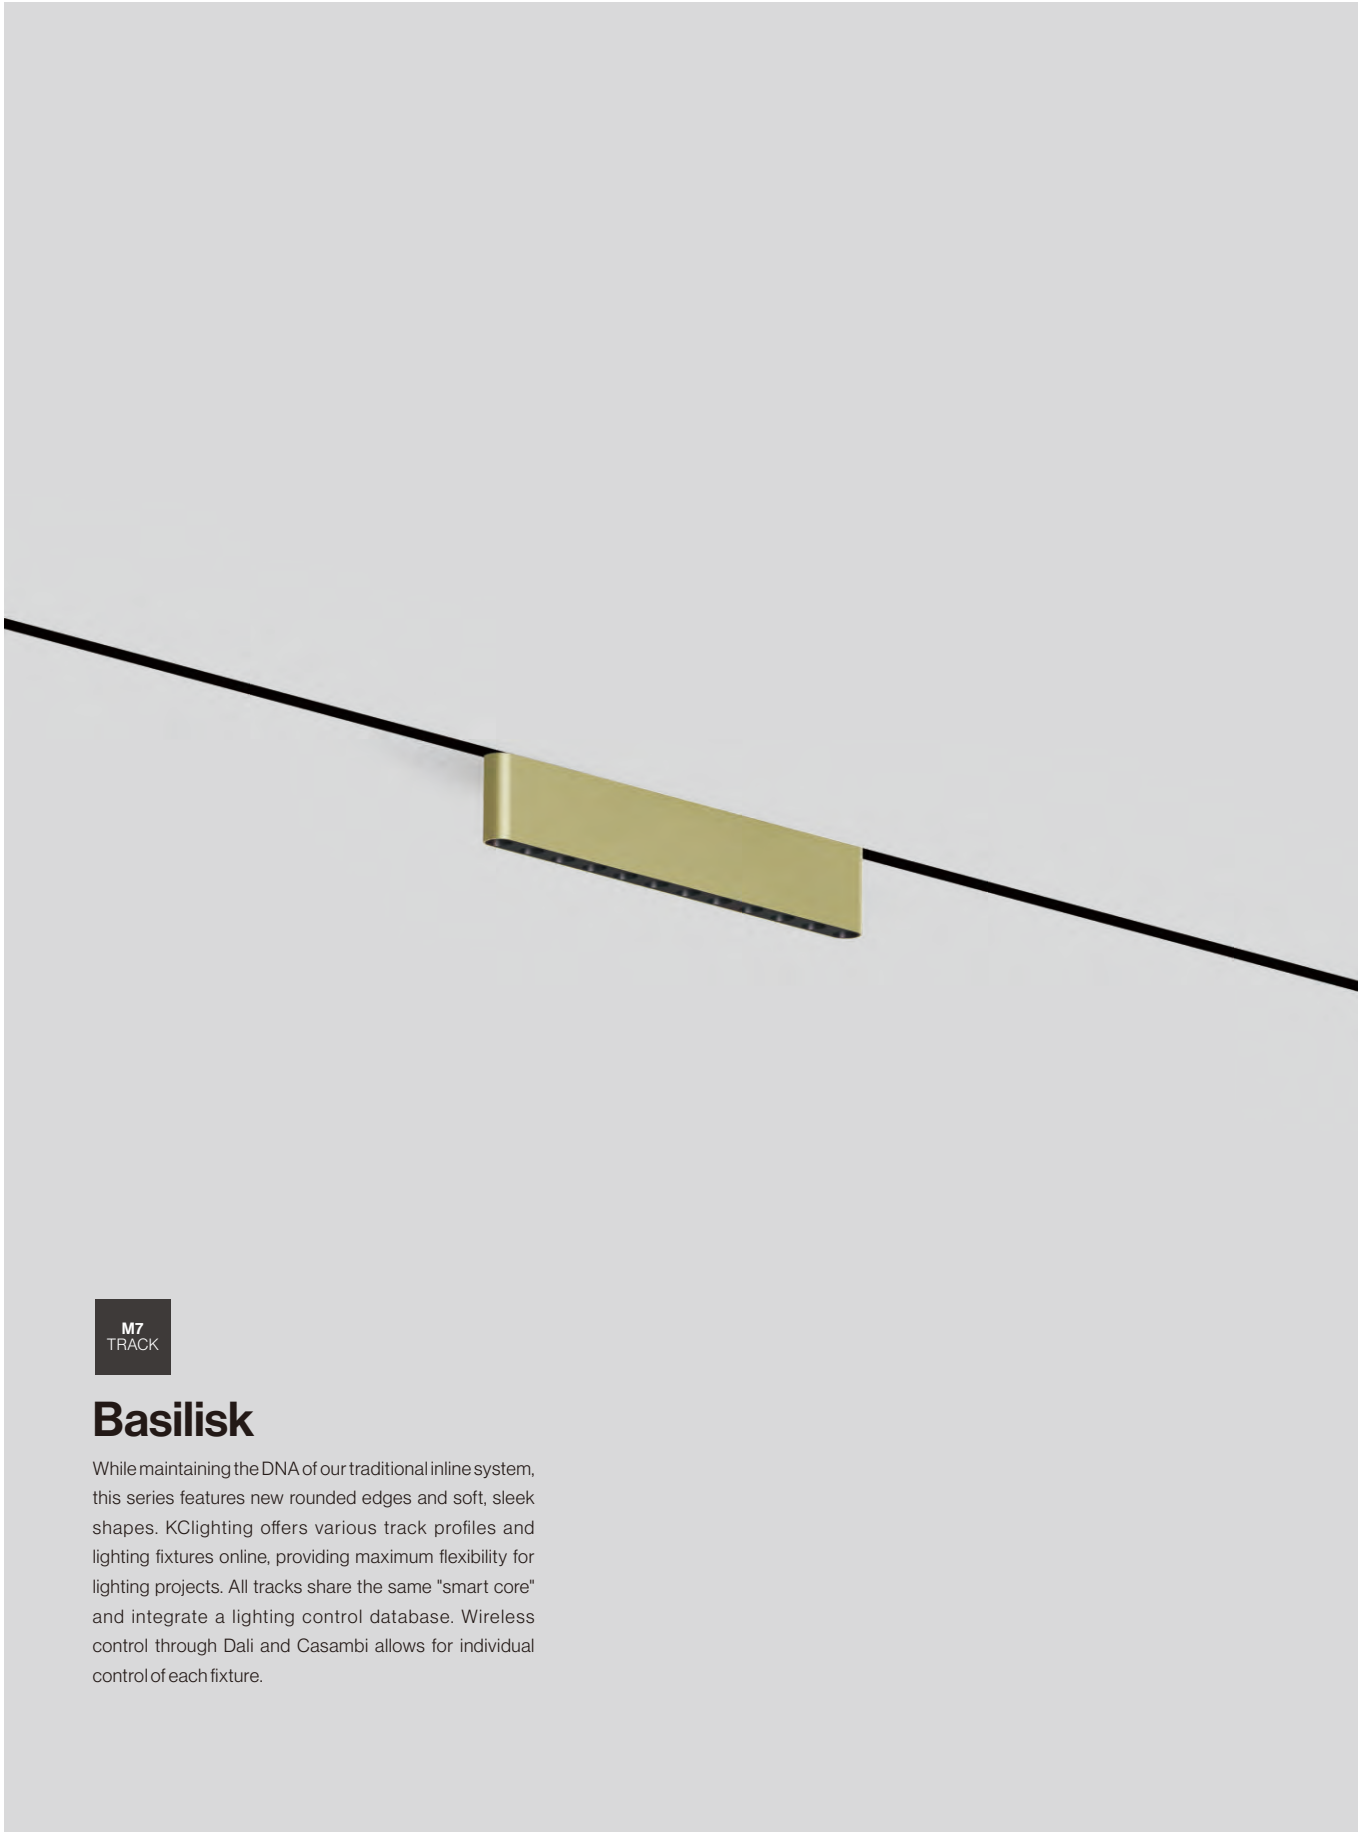 M7
TRACK
Basilisk
While maintaining the DNA of our traditional inline system,
this series features new rounded edges and soft, sleek
shapes. KClighting offers various track profiles and
lighting fixtures online, providing maximum flexibility for
lighting projects. All tracks share the same "smart core"
and integrate a lighting control database. Wireless
control through Dali and Casambi allows for individual
control of each fixture.